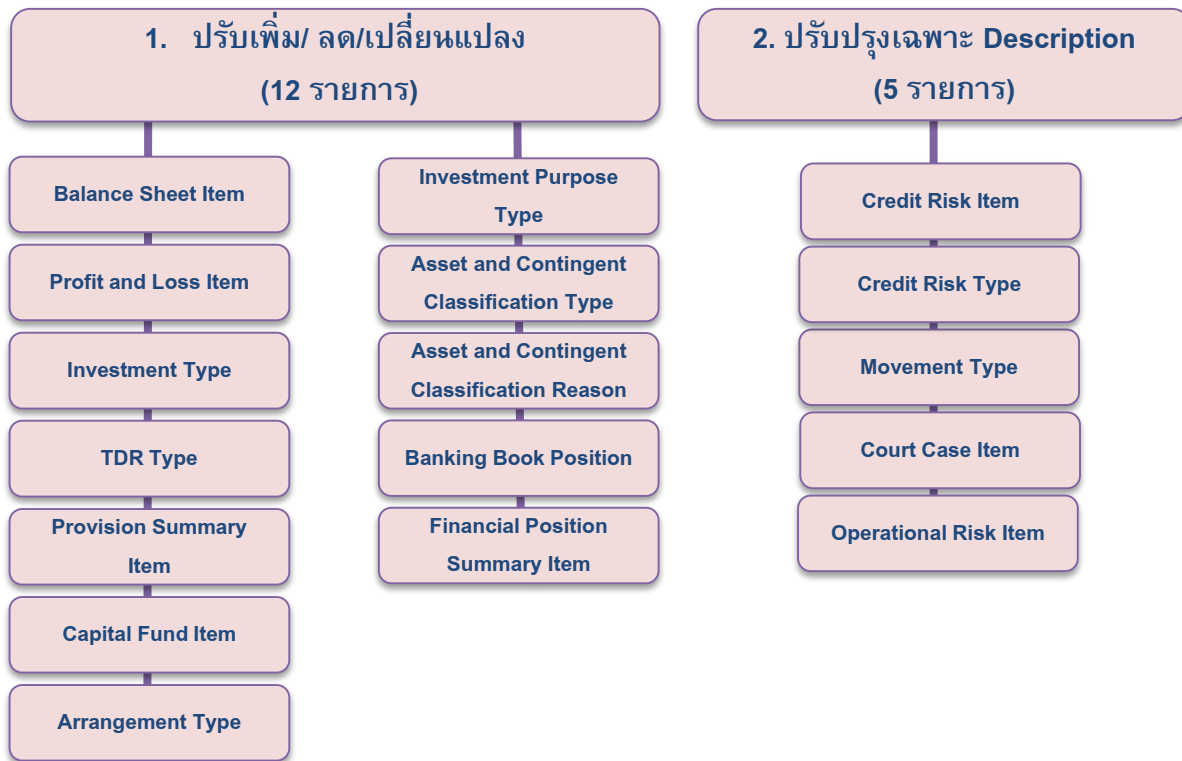 1. ปรับเพิ่ม/ ลด/เปลี่ยนแปลง
(12 รายการ)
Balance Sheet Item
Profit and Loss Item
Investment Type
TDR Type
Provision Summary
Item
Capital Fund Item
Arrangement Type
Investment Purpose
Type
Asset and Contingent
Classification Type
Asset and Contingent
Classification Reason
Banking Book Position
Financial Position
Summary Item
2. ปรับปรุงเฉพาะ Description
(5 รายการ)
Credit Risk Item
Credit Risk Type
Movement Type
Court Case Item
Operational Risk Item